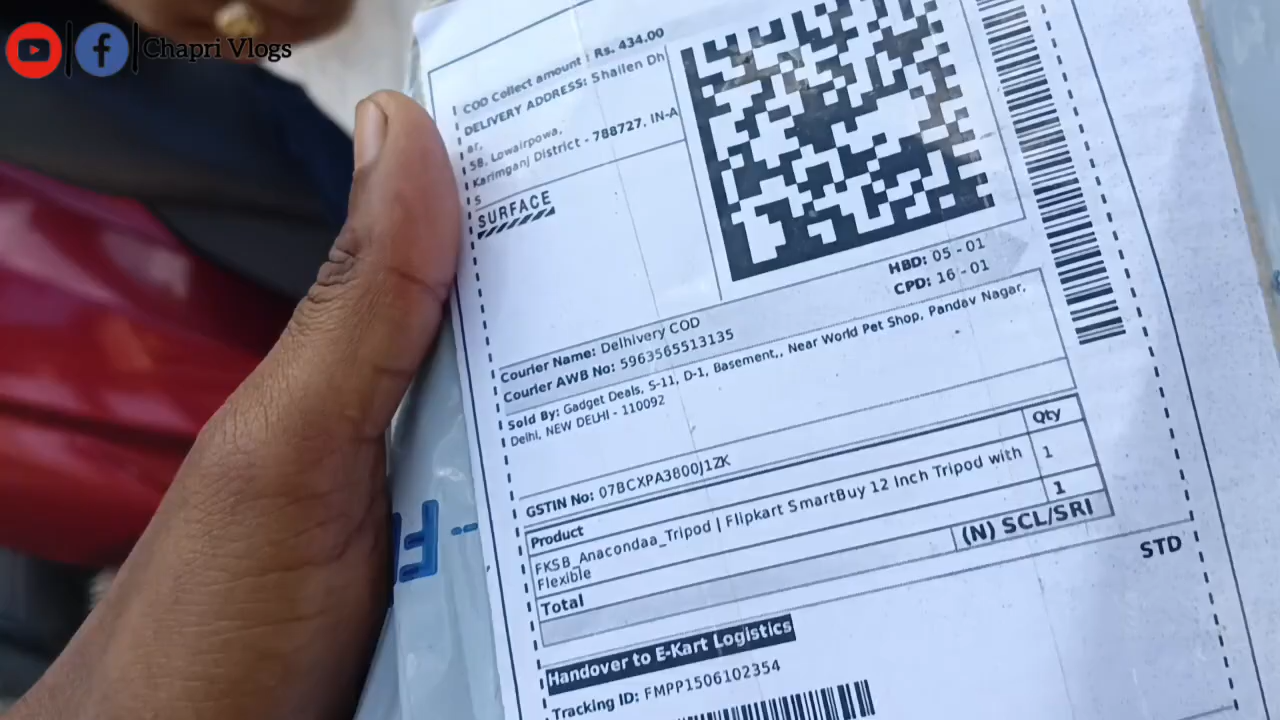 Chapri Vlogs
COD Collect amount | Rs. 434.00
DELIVERY ADDRESS: Shailen Dh
ar,
58, Lowairpowa,
Karimganj District - 788727, IN-A
S
SURFACE
HBD: 05 - 01
CPD: 16 - 01
Courier Name: Delhivery COD
Courier AWB No: 5963565513135
Sold By: Gadget Deals, S-11, D-1, Basement,, Near World Pet Shop, Pandav Nagar,
Delhi, NEW DELHI - 110092
GSTIN No: 07BCXPA3800J1ZK
Product Qty
FKSB_Anacondaa_Tripod | Flipkart SmartBuy 12 Inch Tripod with 1
Flexible
Total 1
(N) SCL/SRI
STD
Handover to E-Kart Logistics
Tracking ID: FMPP1506102354